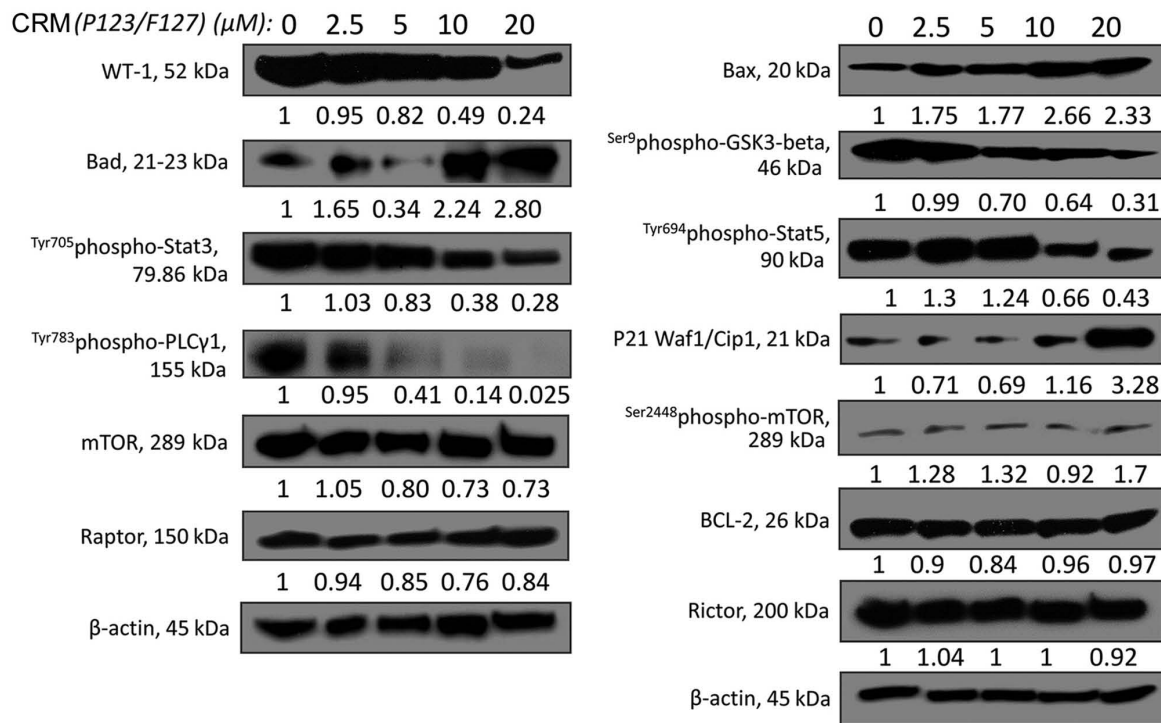 CRM(P123/F127) (μM): 0 2.5 5 10 20
WT-1, 52 kDa
1 0.95 0.82 0.49 0.24
Bad, 21-23 kDa
1 1.65 0.34 2.24 2.80
Tyr705phospho-Stat3,
79.86 kDa
1 1.03 0.83 0.38 0.28
Tyr783phospho-PLCγ1,
155 kDa
1 0.95 0.41 0.14 0.025
mTOR, 289 kDa
1 1.05 0.80 0.73 0.73
Raptor, 150 kDa
1 0.94 0.85 0.76 0.84
β-actin, 45 kDa
0 2.5 5 10 20
Bax, 20 kDa
1 1.75 1.77 2.66 2.33
Ser9phospho-GSK3-beta,
46 kDa
1 0.99 0.70 0.64 0.31
Tyr694phospho-Stat5,
90 kDa
1 1.3 1.24 0.66 0.43
P21 Waf1/Cip1, 21 kDa
1 0.71 0.69 1.16 3.28
Ser2448phospho-mTOR,
289 kDa
1 1.28 1.32 0.92 1.7
BCL-2, 26 kDa
1 0.9 0.84 0.96 0.97
Rictor, 200 kDa
1 1.04 1 1 0.92
β-actin, 45 kDa